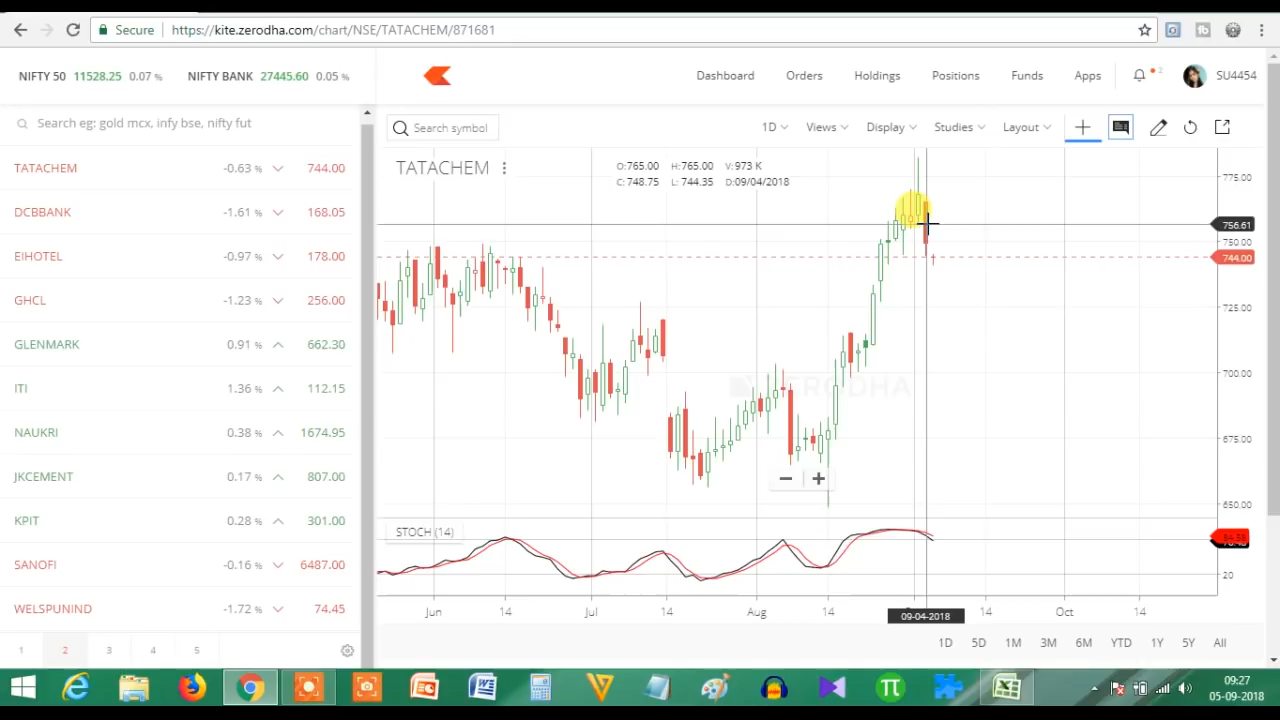 Secure https://kite.zerodha.com/chart/NSE/TATACHEM/871681
NIFTY 50 11528.25 0.07 % NIFTY BANK 27445.60 0.05 %
Dashboard Orders Holdings Positions Funds Apps 2 SU4454
Search eg: gold mcx, infy bse, nifty fut
Search symbol 1D Views Display Studies Layout
TATACHEM -0.63 % 744.00
DCBBANK -1.61 % 168.05
EIHOTEL -0.97 % 178.00
GHCL -1.23 % 256.00
GLENMARK 0.91 % 662.30
ITI 1.36 % 112.15
NAUKRI 0.38 % 1674.95
JKCEMENT 0.17 % 807.00
KPIT 0.28 % 301.00
SANOFI -0.16 % 6487.00
WELSPUNIND -1.72 % 74.45
1 2 3 4 5
TATACHEM
O:765.00 H:765.00 V:973 K
C:748.75 L: 744.35 D:09/04/2018
775.00
756.61
750.00
744.00
725.00
700.00
675.00
650.00
ZERODHA
STOCH (14)
84.58
20
Jun 14 Jul 14 Aug 14 14 Oct 14
09-04-2018
1D 5D 1M 3M 6M YTD 1Y 5Y All
09:27
05-09-2018